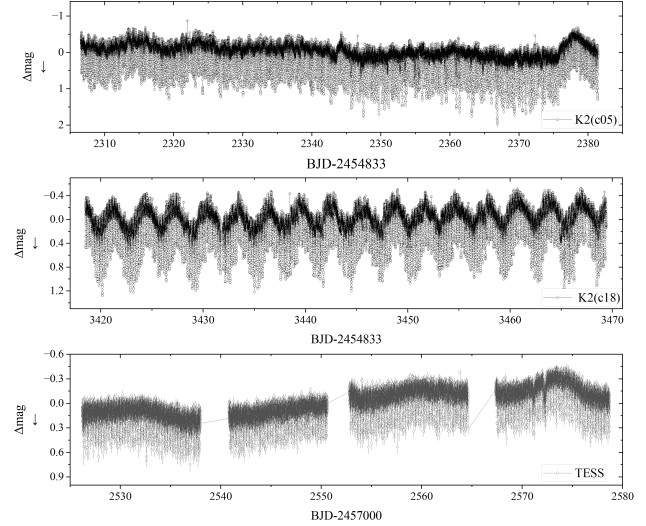 −1
0
1
2
Δmag
←
K2(c05)
2310 2320 2330 2340 2350 2360 2370 2380
BJD-2454833
−0.4
0.0
0.4
0.8
1.2
Δmag
←
K2(c18)
3420 3430 3440 3450 3460 3470
BJD-2454833
−0.6
−0.3
0.0
0.3
0.6
0.9
Δmag
←
TESS
2530 2540 2550 2560 2570 2580
BJD-2457000